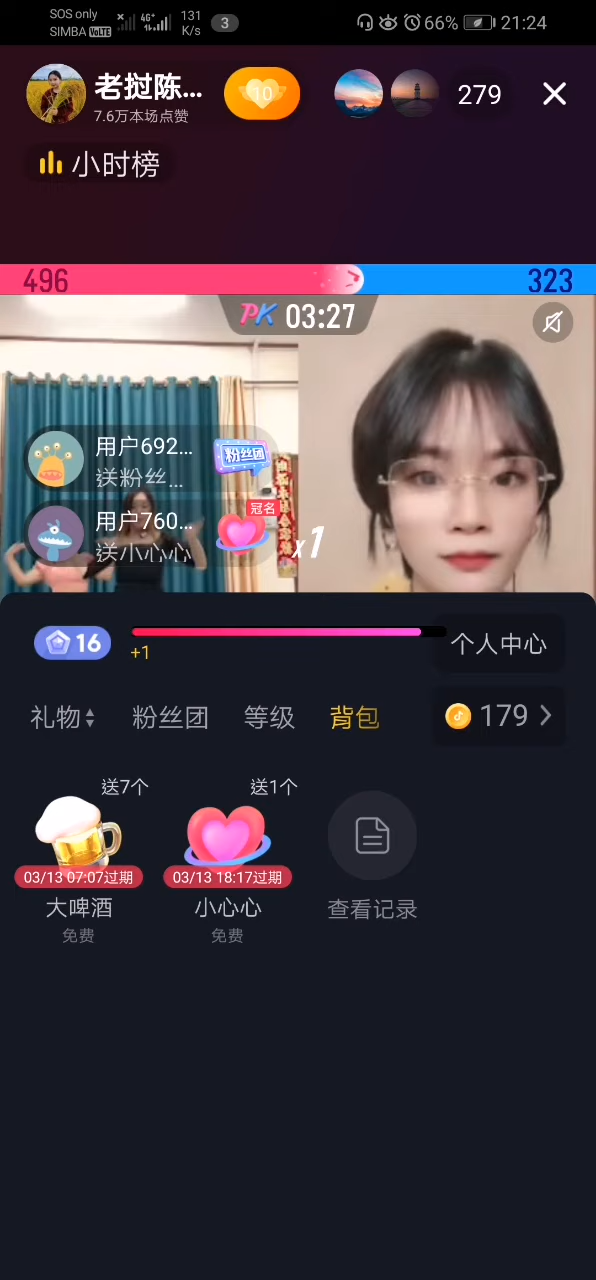 SOS only
SIMBA VoLTE
4G+
131
K/s
3
66%
21:24
老挝陈...
7.6万本场点赞
10
279
小时榜
496
323
PK 03:27
用户692...
送粉丝...
粉丝团
用户760...
送小心心
冠名
x1
16
+1
个人中心
礼物
粉丝团
等级
背包
179
送7个
送1个
03/13 07:07过期
03/13 18:17过期
大啤酒
小心心
查看记录
免费
免费